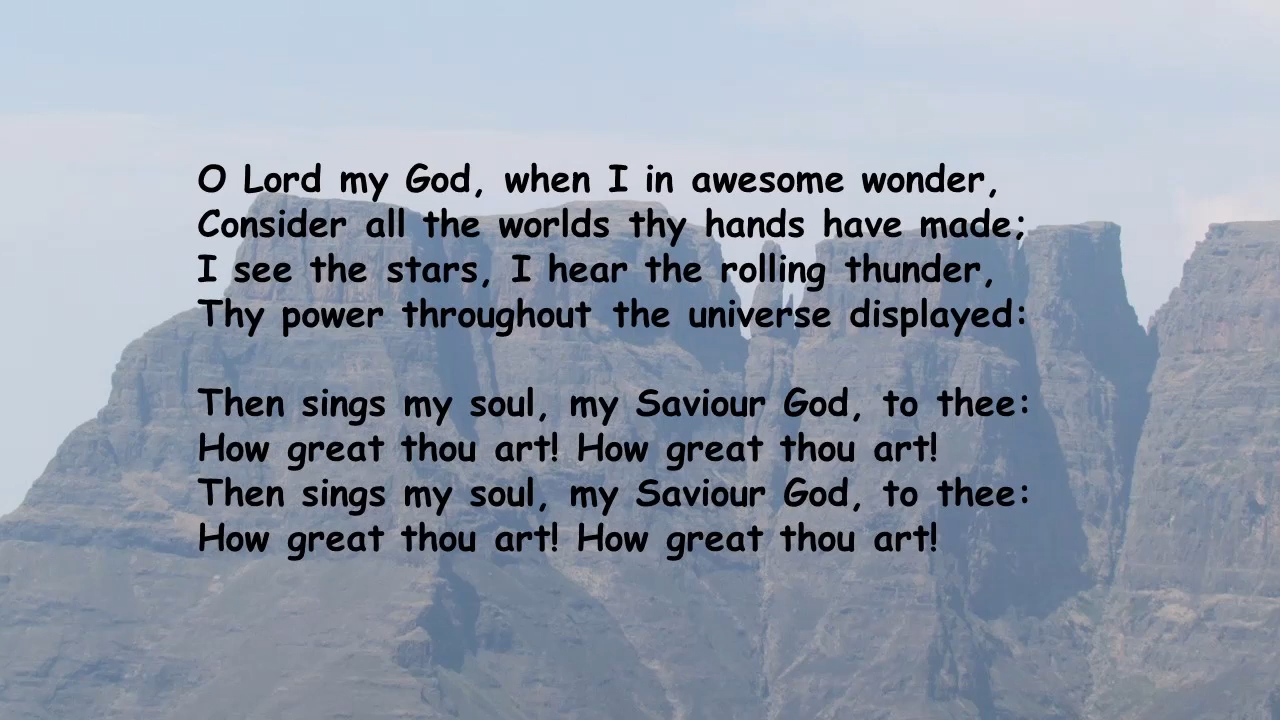 O Lord my God, when I in awesome wonder,
Consider all the worlds thy hands have made;
I see the stars, I hear the rolling thunder,
Thy power throughout the universe displayed:
Then sings my soul, my Saviour God, to thee:
How great thou art! How great thou art!
Then sings my soul, my Saviour God, to thee:
How great thou art! How great thou art!